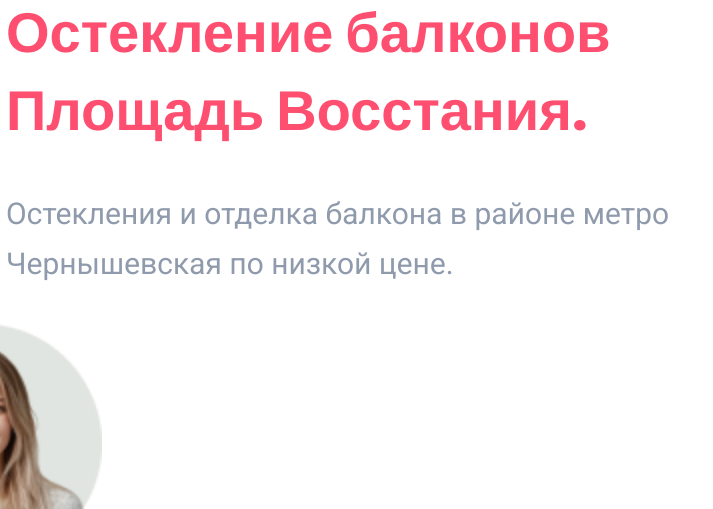 Остекление балконов
Площадь Восстания.
Остекления и отделка балкона в районе метро
Чернышевская по низкой цене.